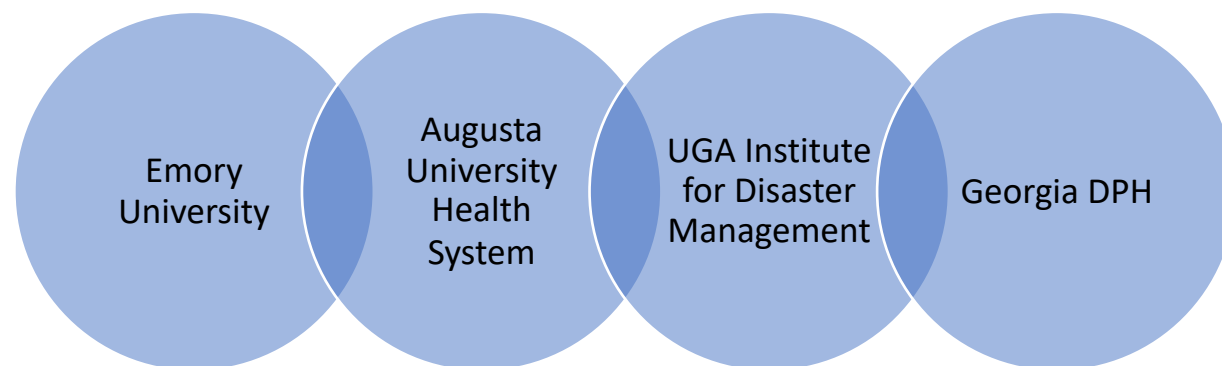 Emory
University
Augusta
University
Health
System
UGA Institute
for Disaster
Management
Georgia DPH